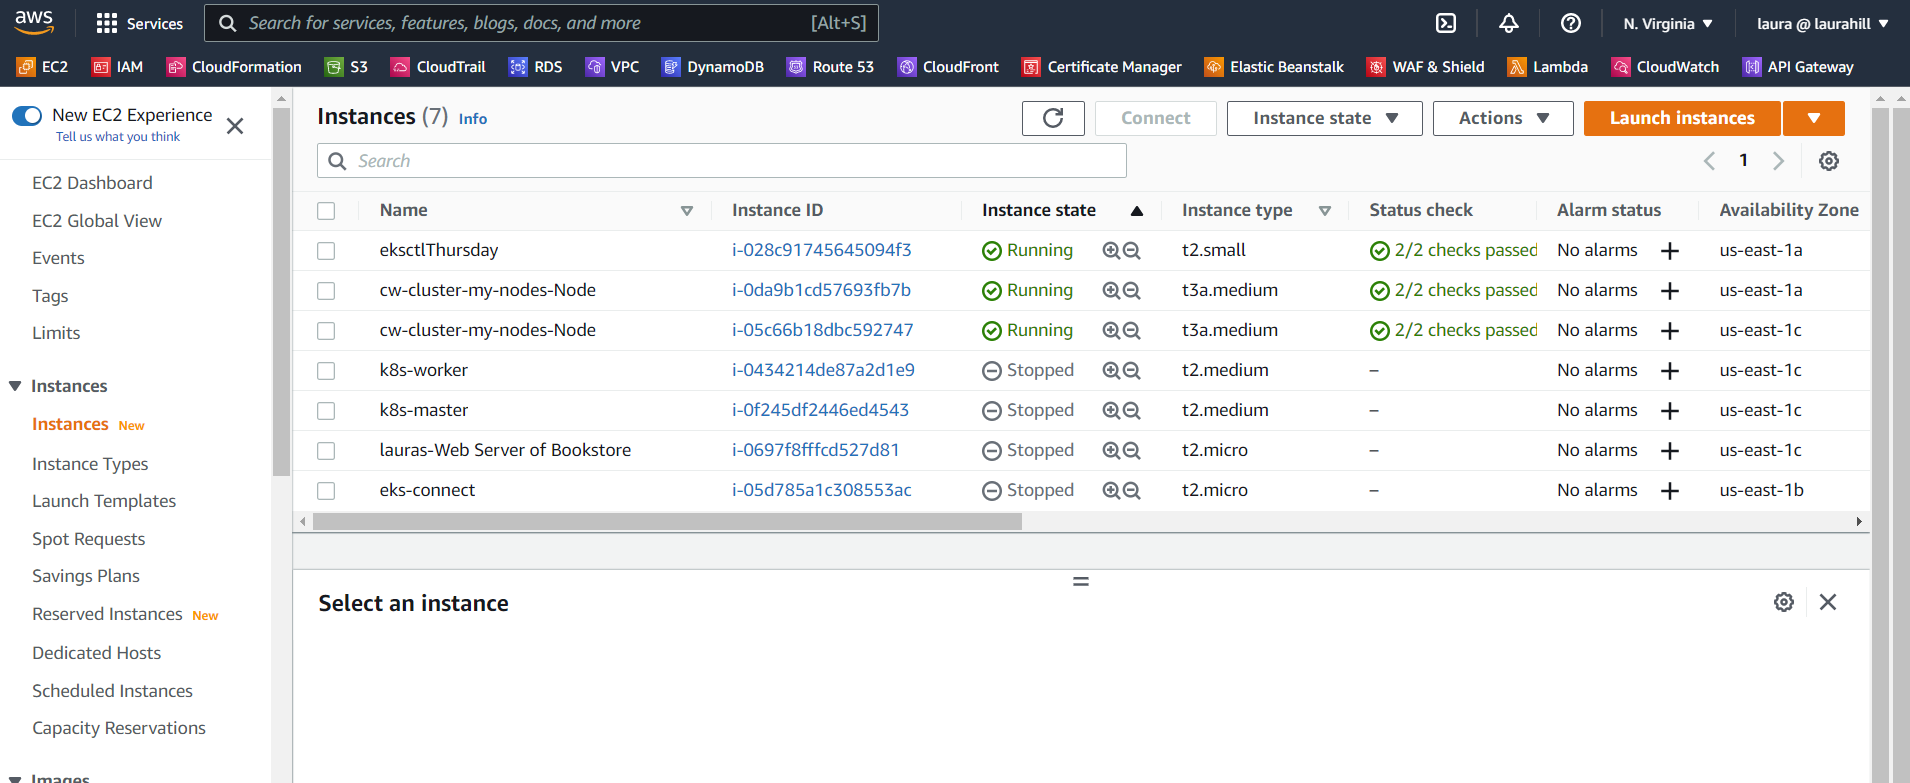 aws Services Search for services, features, blogs, docs, and more [Alt+S] N. Virginia laura @ laurahill
EC2 IAM CloudFormation S3 CloudTrail RDS VPC DynamoDB Route 53 CloudFront Certificate Manager Elastic Beanstalk WAF & Shield Lambda CloudWatch API Gateway
New EC2 Experience
Tell us what you think
EC2 Dashboard
EC2 Global View
Events
Tags
Limits
Instances
Instances New
Instance Types
Launch Templates
Spot Requests
Savings Plans
Reserved Instances New
Dedicated Hosts
Scheduled Instances
Capacity Reservations
Images
Instances (7) Info Connect Instance state Actions Launch instances
Search 1
Name Instance ID Instance state Instance type Status check Alarm status Availability Zone
eksctlThursday i-028c91745645094f3 Running t2.small 2/2 checks passed No alarms us-east-1a
cw-cluster-my-nodes-Node i-0da9b1cd57693fb7b Running t3a.medium 2/2 checks passed No alarms us-east-1a
cw-cluster-my-nodes-Node i-05c66b18dbc592747 Running t3a.medium 2/2 checks passed No alarms us-east-1c
k8s-worker i-0434214de87a2d1e9 Stopped t2.medium – No alarms us-east-1c
k8s-master i-0f245df2446ed4543 Stopped t2.medium – No alarms us-east-1c
lauras-Web Server of Bookstore i-0697f8fffcd527d81 Stopped t2.micro – No alarms us-east-1c
eks-connect i-05d785a1c308553ac Stopped t2.micro – No alarms us-east-1b
Select an instance